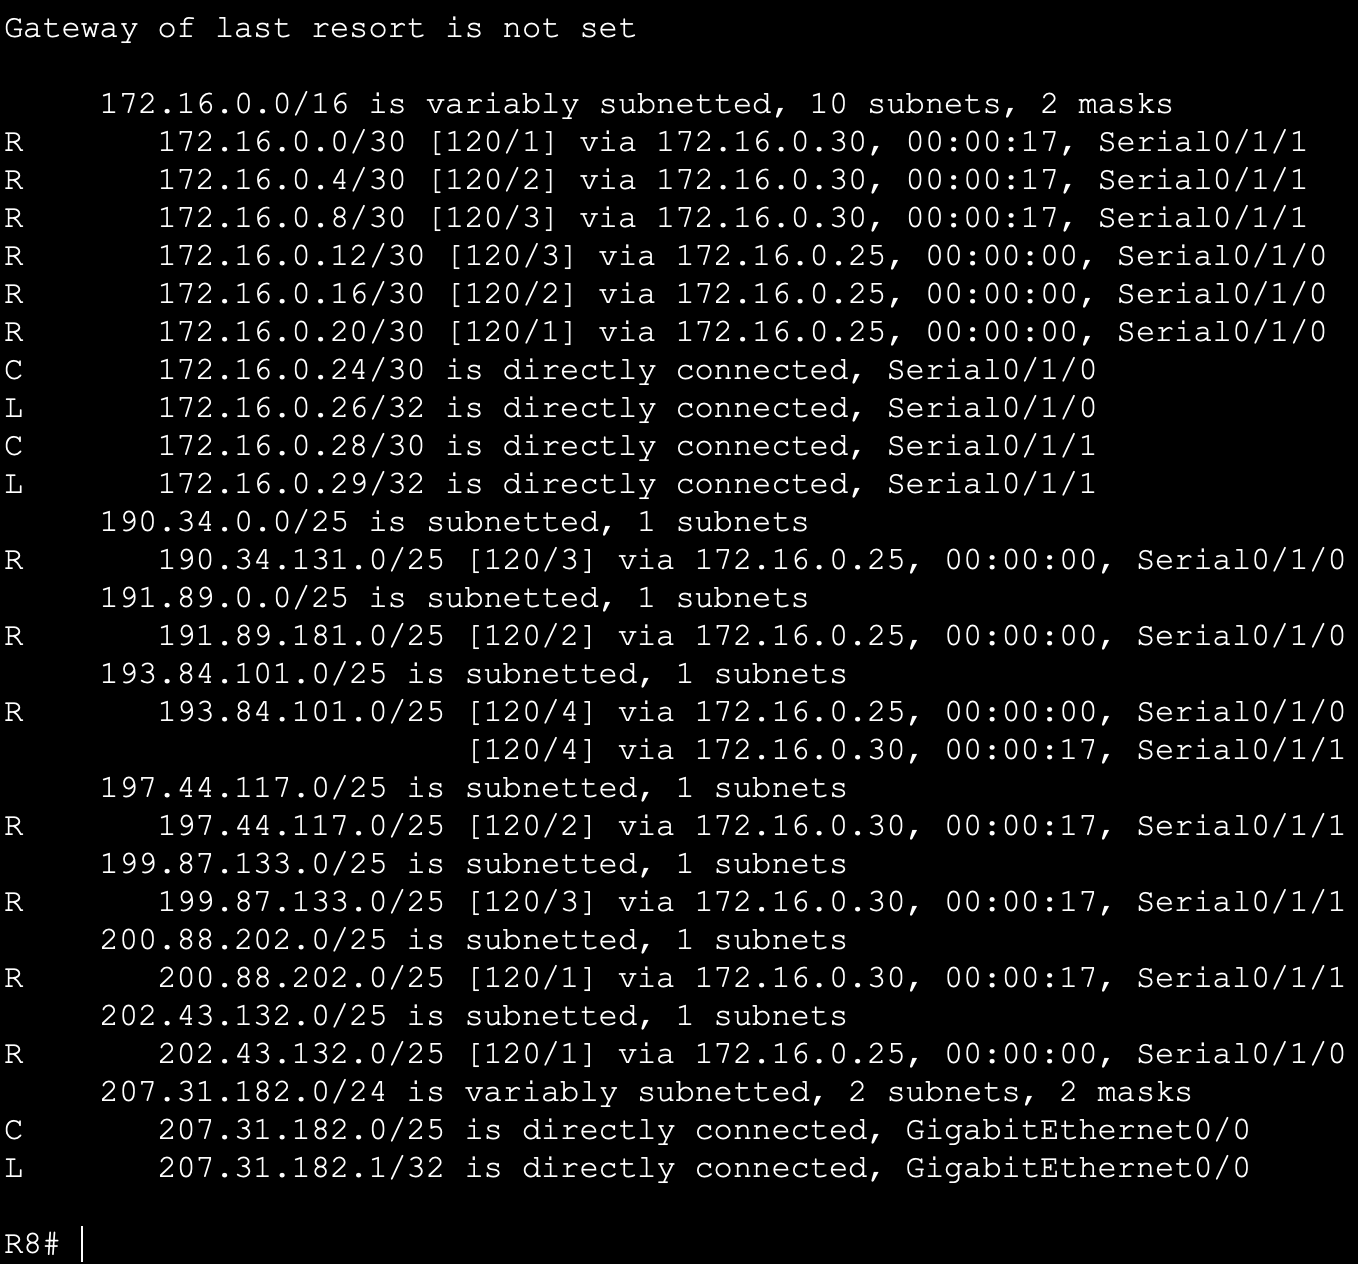 Gateway of last resort is not set
172.16.0.0/16 is variably subnetted, 10 subnets, 2 masks
R 172.16.0.0/30 [120/1] via 172.16.0.30, 00:00:17, Serial0/1/1
R 172.16.0.4/30 [120/2] via 172.16.0.30, 00:00:17, Serial0/1/1
R 172.16.0.8/30 [120/3] via 172.16.0.30, 00:00:17, Serial0/1/1
R 172.16.0.12/30 [120/3] via 172.16.0.25, 00:00:00, Serial0/1/0
R 172.16.0.16/30 [120/2] via 172.16.0.25, 00:00:00, Serial0/1/0
R 172.16.0.20/30 [120/1] via 172.16.0.25, 00:00:00, Serial0/1/0
C 172.16.0.24/30 is directly connected, Serial0/1/0
L 172.16.0.26/32 is directly connected, Serial0/1/0
C 172.16.0.28/30 is directly connected, Serial0/1/1
L 172.16.0.29/32 is directly connected, Serial0/1/1
190.34.0.0/25 is subnetted, 1 subnets
R 190.34.131.0/25 [120/3] via 172.16.0.25, 00:00:00, Serial0/1/0
191.89.0.0/25 is subnetted, 1 subnets
R 191.89.181.0/25 [120/2] via 172.16.0.25, 00:00:00, Serial0/1/0
193.84.101.0/25 is subnetted, 1 subnets
R 193.84.101.0/25 [120/4] via 172.16.0.25, 00:00:00, Serial0/1/0
[120/4] via 172.16.0.30, 00:00:17, Serial0/1/1
197.44.117.0/25 is subnetted, 1 subnets
R 197.44.117.0/25 [120/2] via 172.16.0.30, 00:00:17, Serial0/1/1
199.87.133.0/25 is subnetted, 1 subnets
R 199.87.133.0/25 [120/3] via 172.16.0.30, 00:00:17, Serial0/1/1
200.88.202.0/25 is subnetted, 1 subnets
R 200.88.202.0/25 [120/1] via 172.16.0.30, 00:00:17, Serial0/1/1
202.43.132.0/25 is subnetted, 1 subnets
R 202.43.132.0/25 [120/1] via 172.16.0.25, 00:00:00, Serial0/1/0
207.31.182.0/24 is variably subnetted, 2 subnets, 2 masks
C 207.31.182.0/25 is directly connected, GigabitEthernet0/0
L 207.31.182.1/32 is directly connected, GigabitEthernet0/0
R8#